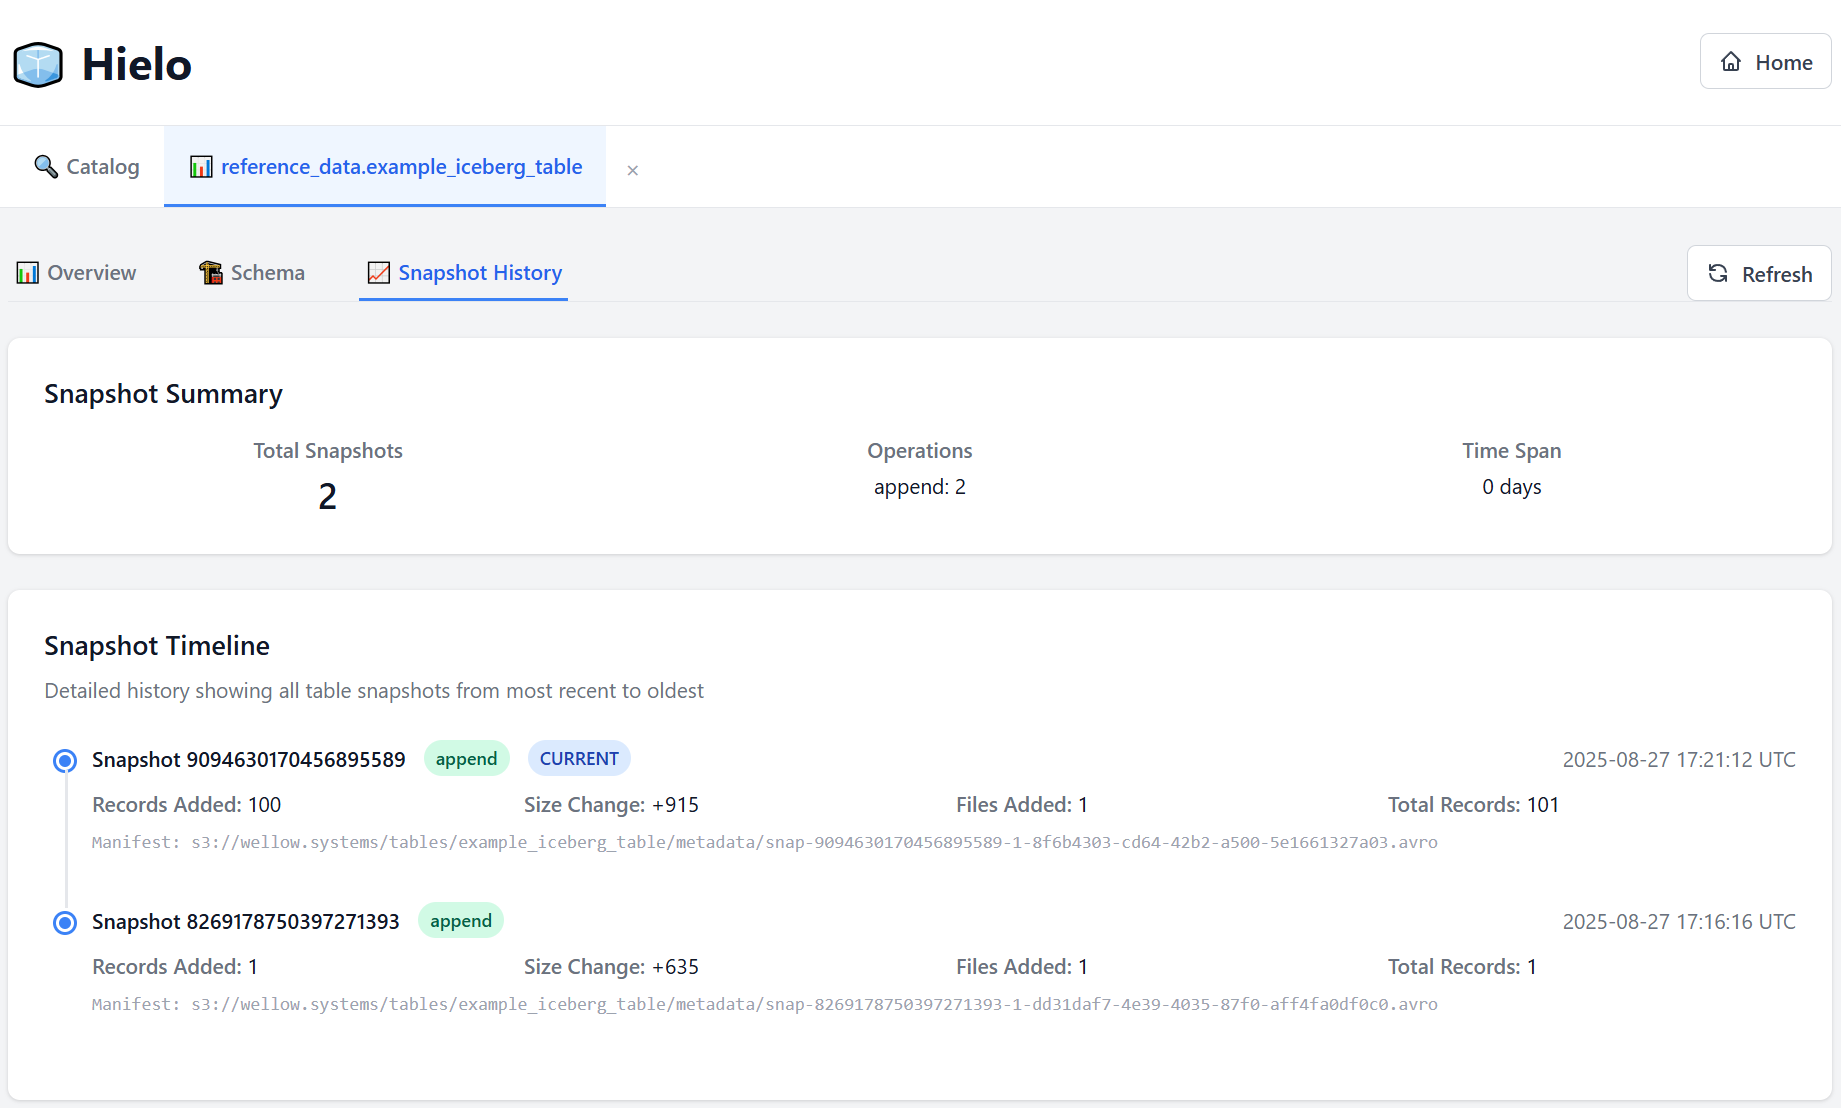 Hielo
Home
Catalog
reference_data.example_iceberg_table ×
Overview
Schema
Snapshot History
Refresh
Snapshot Summary
Total Snapshots
2
Operations
append: 2
Time Span
0 days
Snapshot Timeline
Detailed history showing all table snapshots from most recent to oldest
Snapshot 9094630170456895589 append CURRENT 2025-08-27 17:21:12 UTC
Records Added: 100 Size Change: +915 Files Added: 1 Total Records: 101
Manifest: s3://wellow.systems/tables/example_iceberg_table/metadata/snap-9094630170456895589-1-8f6b4303-cd64-42b2-a500-5e1661327a03.avro
Snapshot 8269178750397271393 append 2025-08-27 17:16:16 UTC
Records Added: 1 Size Change: +635 Files Added: 1 Total Records: 1
Manifest: s3://wellow.systems/tables/example_iceberg_table/metadata/snap-8269178750397271393-1-dd31daf7-4e39-4035-87f0-aff4fa0df0c0.avro